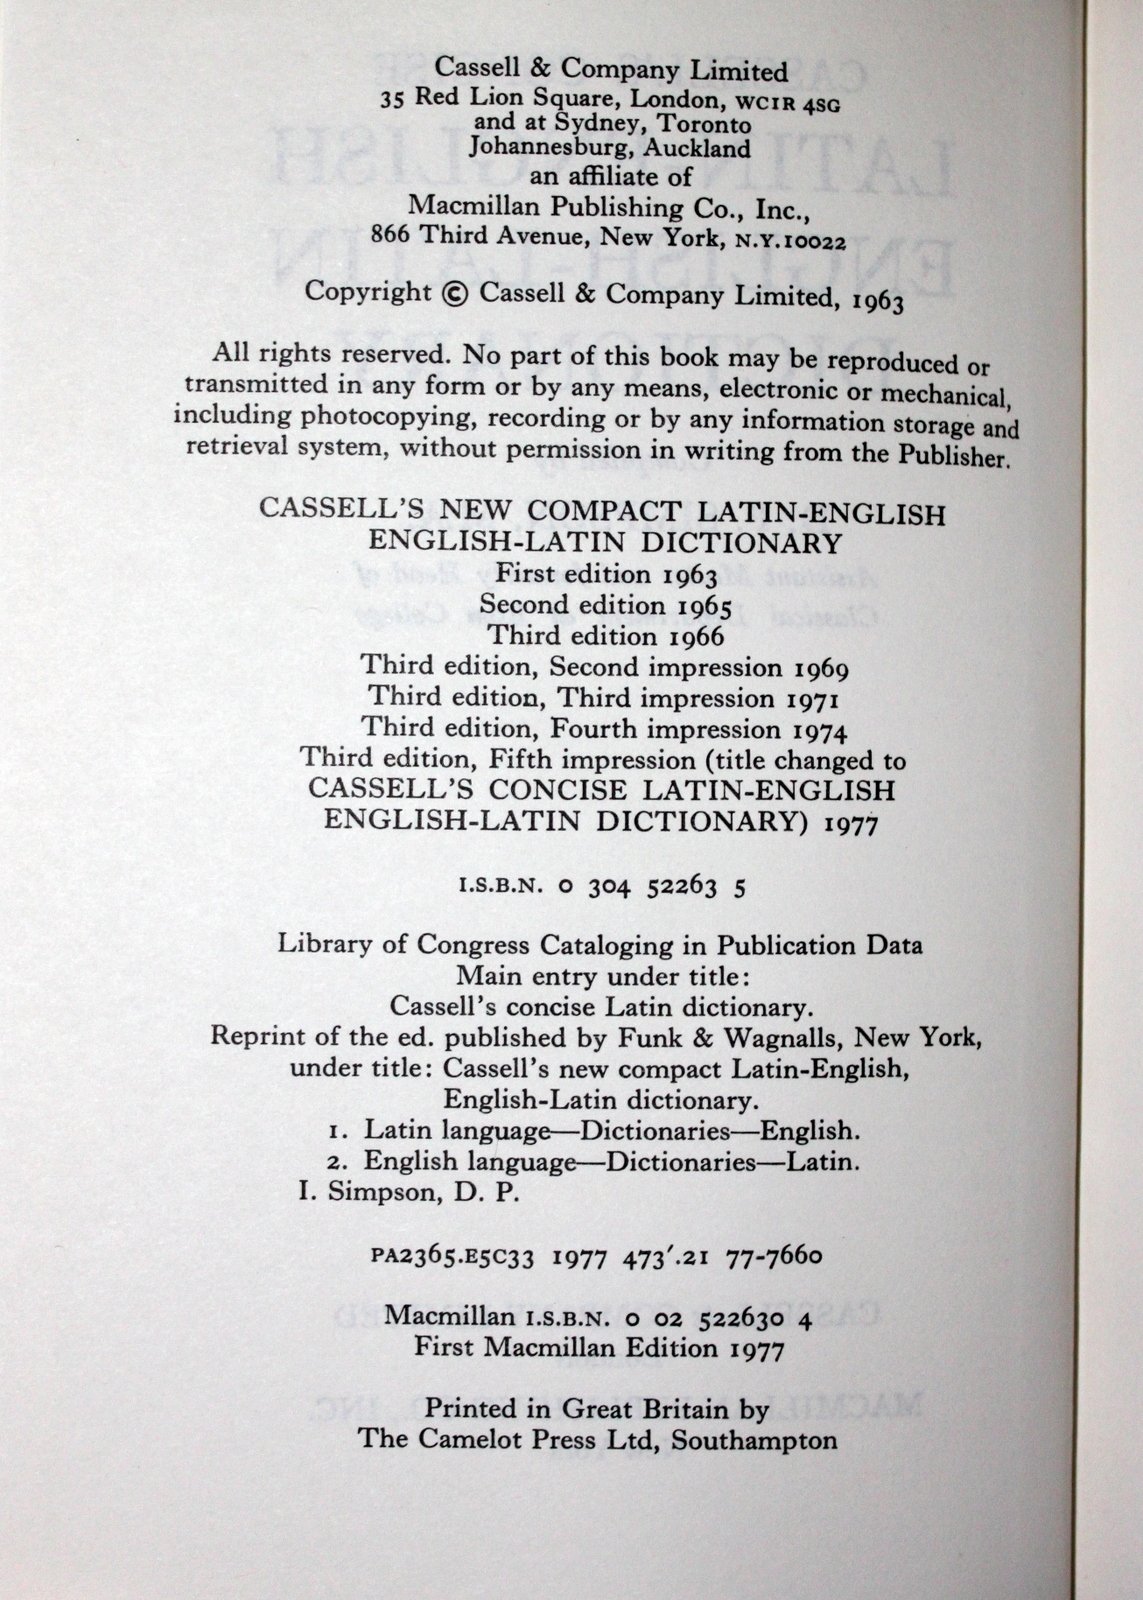 Cassell & Company Limited
35 Red Lion Square, London, WC1R 4SG
and at Sydney, Toronto
Johannesburg, Auckland
an affiliate of
Macmillan Publishing Co., Inc.,
866 Third Avenue, New York, N.Y.10022
Copyright © Cassell & Company Limited, 1963
All rights reserved. No part of this book may be reproduced or
transmitted in any form or by any means, electronic or mechanical,
including photocopying, recording or by any information storage and
retrieval system, without permission in writing from the Publisher.
CASSELL'S NEW COMPACT LATIN-ENGLISH
ENGLISH-LATIN DICTIONARY
First edition 1963
Second edition 1965
Third edition 1966
Third edition, Second impression 1969
Third edition, Third impression 1971
Third edition, Fourth impression 1974
Third edition, Fifth impression (title changed to
CASSELL'S CONCISE LATIN-ENGLISH
ENGLISH-LATIN DICTIONARY) 1977
I.S.B.N. 0 304 52263 5
Library of Congress Cataloging in Publication Data
Main entry under title:
Cassell's concise Latin dictionary.
Reprint of the ed. published by Funk & Wagnalls, New York,
under title: Cassell's new compact Latin-English,
English-Latin dictionary.
1. Latin language—Dictionaries—English.
2. English language—Dictionaries—Latin.
I. Simpson, D. P.
PA2365.E5C33 1977 473'.21 77-7660
Macmillan I.S.B.N. 0 02 522630 4
First Macmillan Edition 1977
Printed in Great Britain by
The Camelot Press Ltd, Southampton